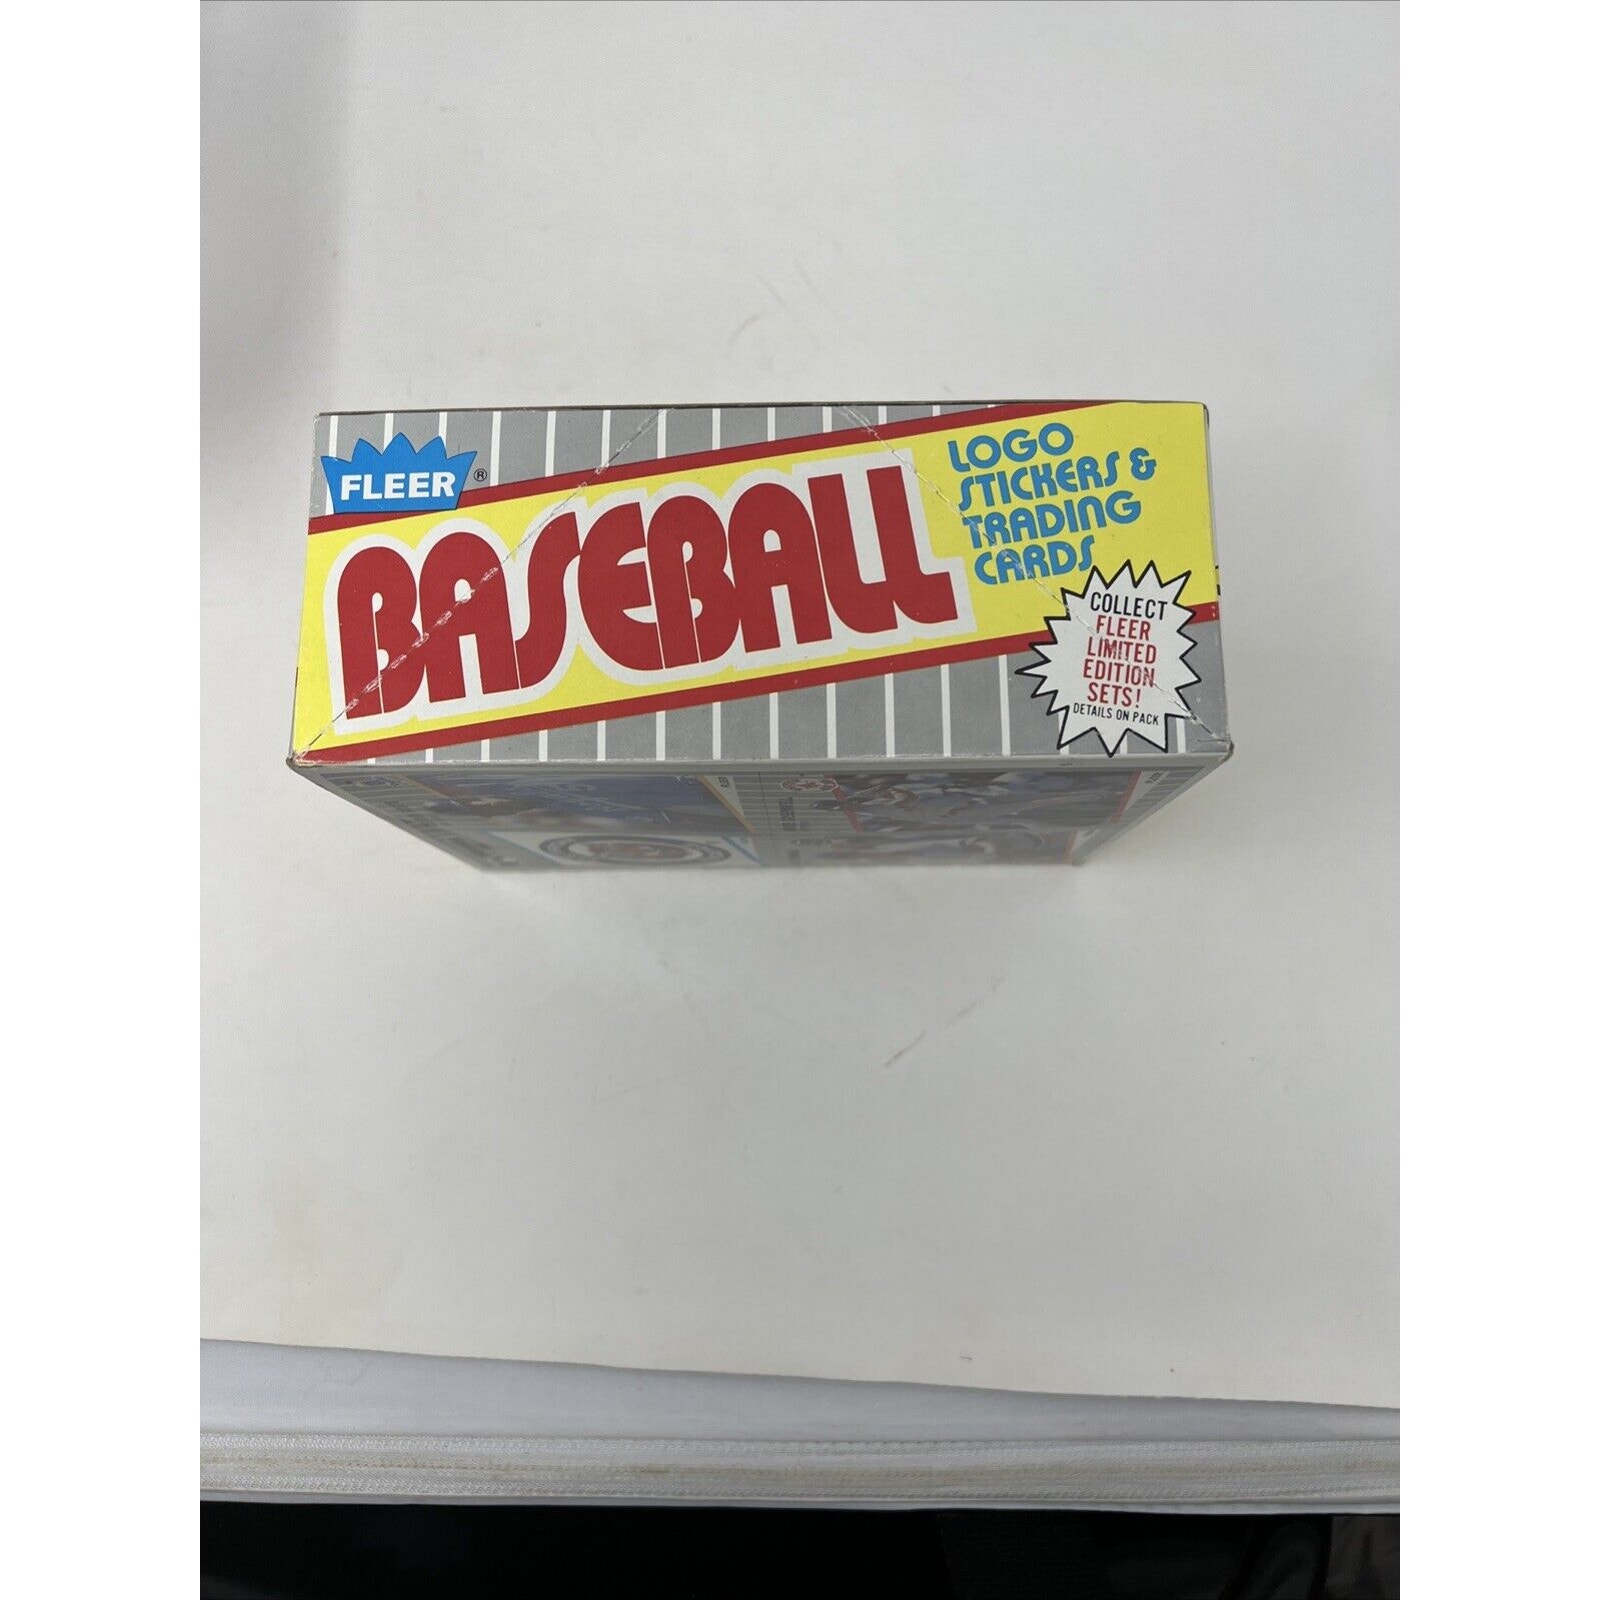 FLEER®
BASEBALL
LOGO
STICKERS &
TRADING
CARDS
COLLECT
FLEER
LIMITED
EDITION
SETS!
DETAILS ON PACK